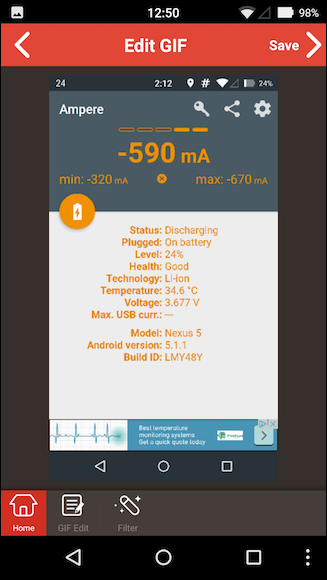 12:50 98%
Edit GIF Save
24 2:12 # 24%
Ampere
-590 mA
min: -320 mA max: -670 mA
Status: Discharging
Plugged: On battery
Level: 24%
Health: Good
Technology: Li-ion
Temperature: 34.6 °C
Voltage: 3.677 V
Max. USB curr.: ---
Model: Nexus 5
Android version: 5.1.1
Build ID: LMY48Y
Best temperature
monitoring systems
Get a quick quote today
Home GIF Edit Filter